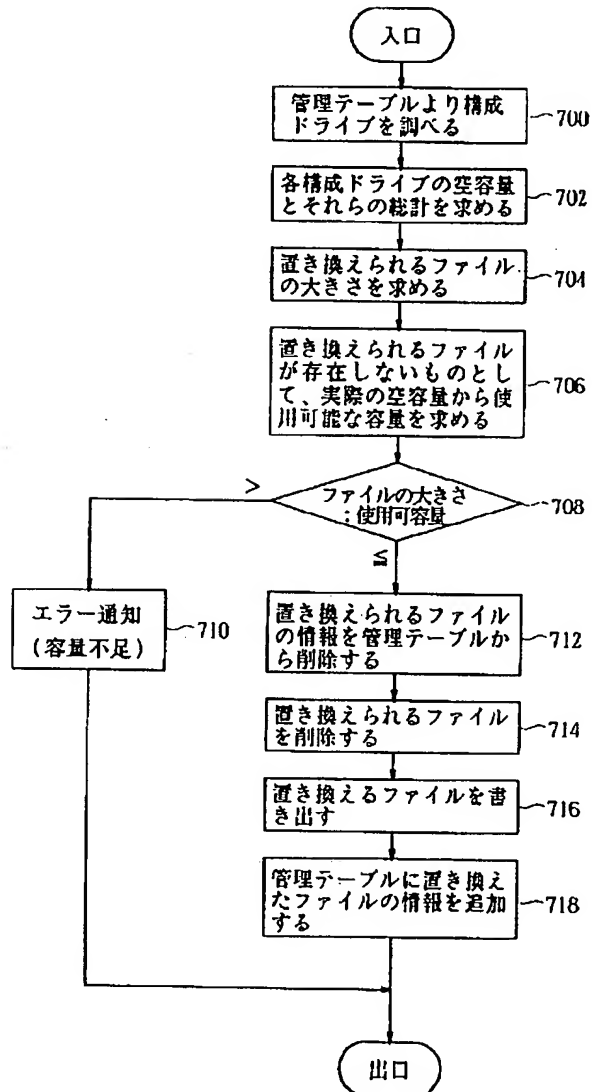 入口
管理テーブルより構成
ドライブを調べる
700
各構成ドライブの空容量
とそれらの総計を求める
702
置き換えられるファイル
の大きさを求める
704
置き換えられるファイル
が存在しないものとし
て、実際の空容量から使
用可能な容量を求める
706
>
ファイルの大きさ
:使用可容量
708
≦
エラー通知
(容量不足)
710
置き換えられるファイル
の情報を管理テーブルか
ら削除する
712
置き換えられるファイル
を削除する
714
置き換えるファイルを書
き出す
716
管理テーブルに置き換え
たファイルの情報を追加
する
718
出口